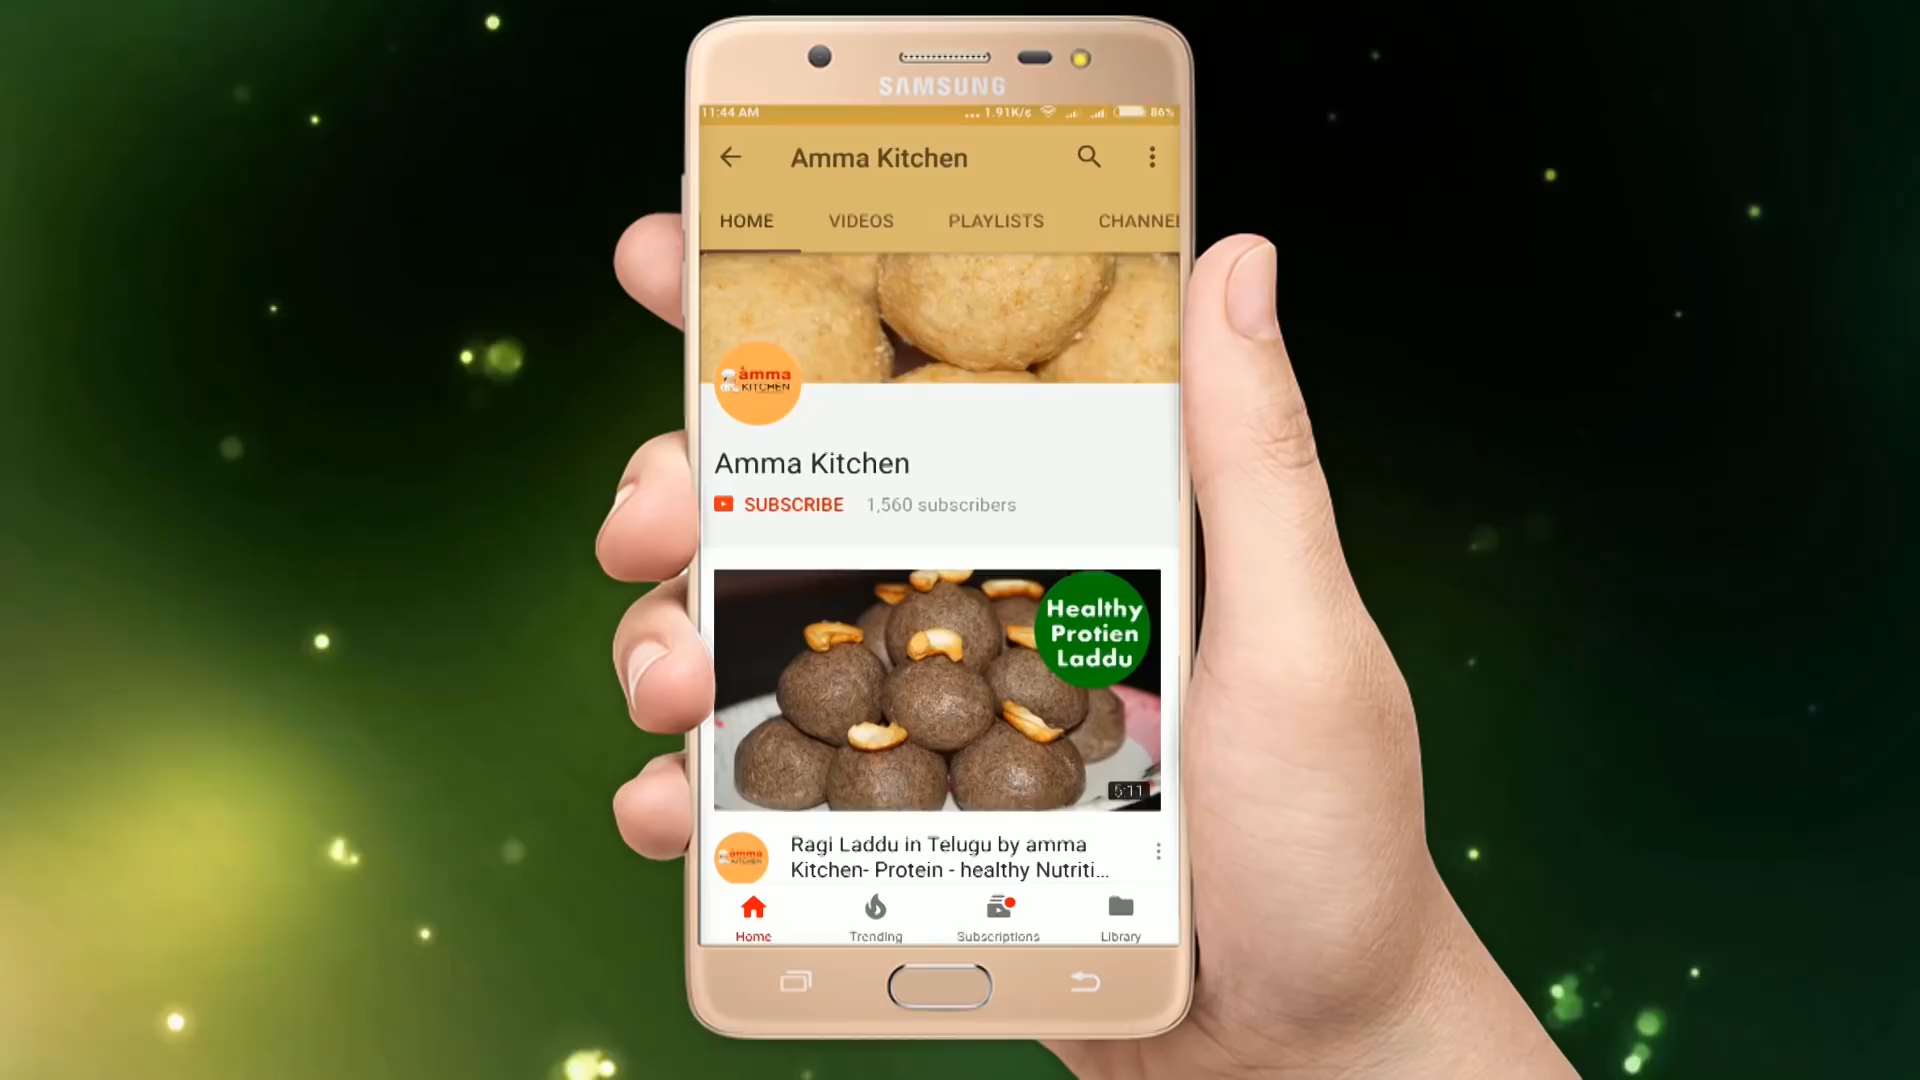 SAMSUNG
11:44 AM ... 1.91K/s 86%
Amma Kitchen
HOME VIDEOS PLAYLISTS CHANNEL
amma
KITCHEN
Amma Kitchen
SUBSCRIBE 1,560 subscribers
Healthy
Protien
Laddu
5:11
amma
KITCHEN
Ragi Laddu in Telugu by amma
Kitchen- Protein - healthy Nutriti...
Home Trending Subscriptions Library